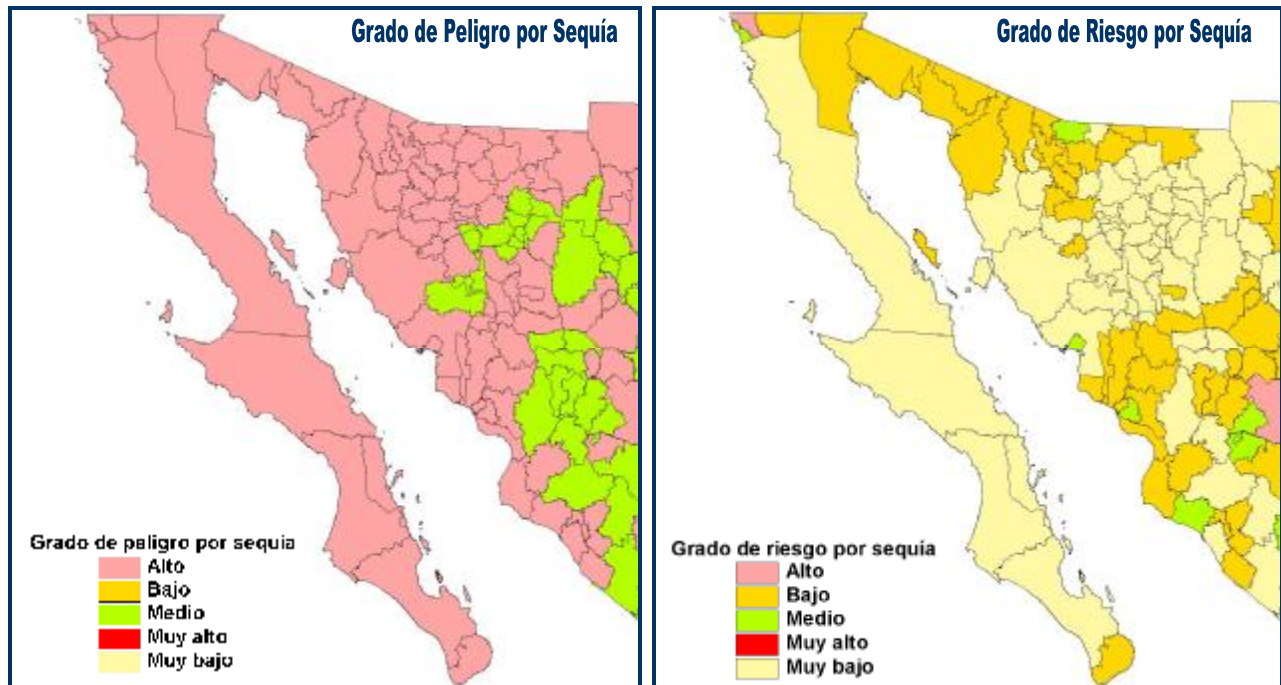 Grado de Peligro por Sequía
Grado de peligro por sequia
Alto
Bajo
Medio
Muy alto
Muy bajo
Grado de Riesgo por Sequía
Grado de riesgo por sequía
Alto
Bajo
Medio
Muy alto
Muy bajo